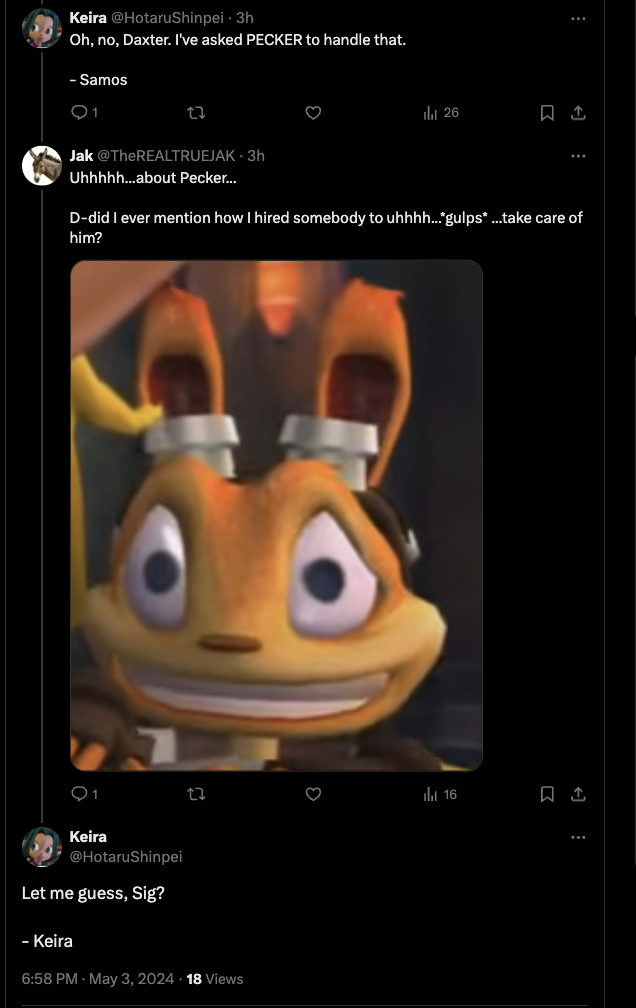 Keira @HotaruShinpei · 3h
Oh, no, Daxter. I've asked PECKER to handle that.
- Samos
1
26
Jak @TheREALTRUEJAK · 3h
Uhhhhh...about Pecker...
D-did I ever mention how I hired somebody to uhhhh...*gulps* ...take care of
him?
1
16
Keira
@HotaruShinpei
Let me guess, Sig?
- Keira
6:58 PM · May 3, 2024 · 18 Views